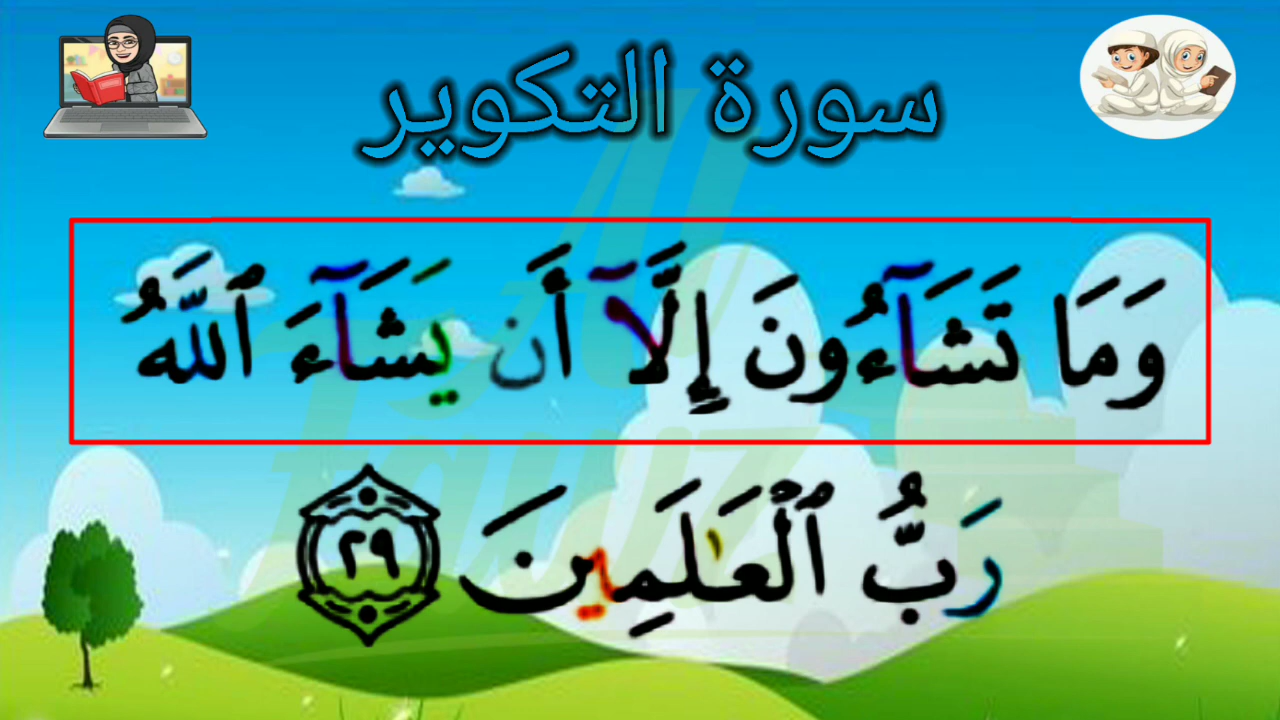 سورة التكوير
وَمَا تَشَآءُونَ إِلَّآ أَن يَشَآءَ ٱللَّهُ
رَبُّ ٱلْعَـٰلَمِينَ ٢٩